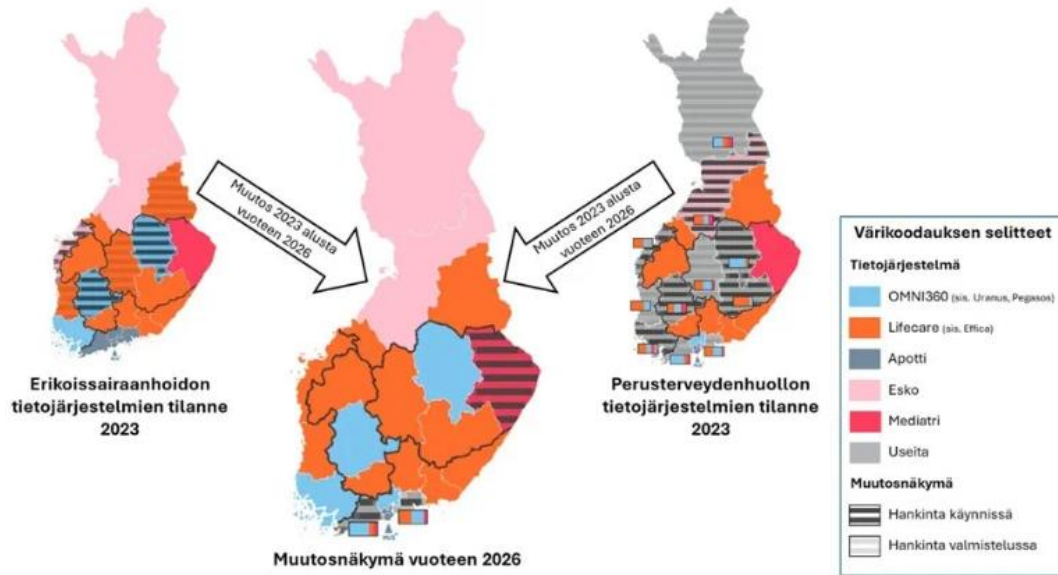 Muutos 2023 alusta
vuoteen 2026
Muutos 2023 alusta
vuoteen 2026
Erikoissairaanhoidon
tietojärjestelmien tilanne
2023
Perusterveydenhuollon
tietojärjestelmien tilanne
2023
Muutosnäkymä vuoteen 2026
Värikoodauksen selitteet
Tietojärjestelmä
OMNI360 (sis. Uranus, Pegasos)
Lifecare (sis. Effica)
Apotti
Esko
Mediatri
Useita
Muutosnäkymä
Hankinta käynnissä
Hankinta valmistelussa